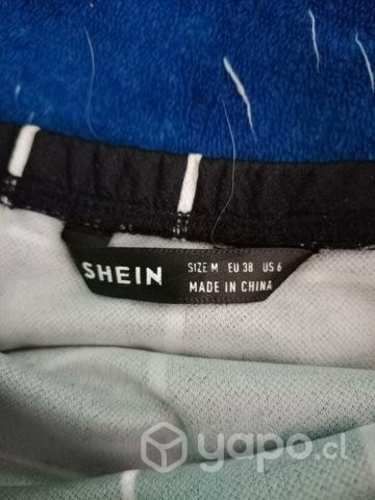 SHEIN
SIZE M EU 38 US 6
MADE IN CHINA
yapo.cl